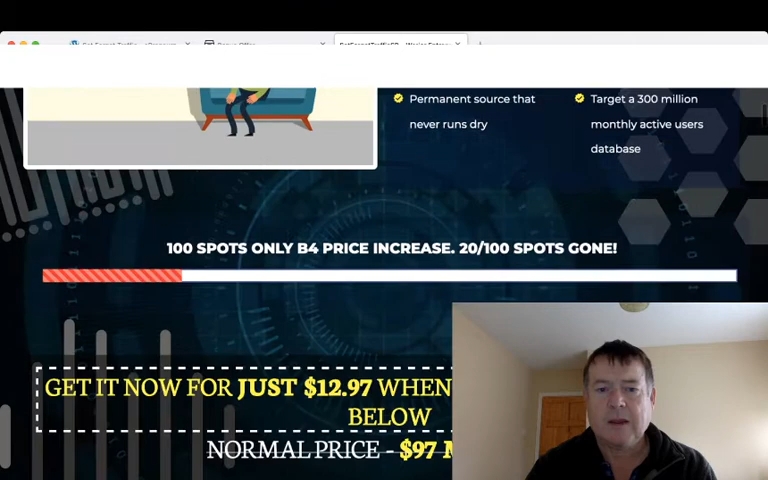 Permanent source that
never runs dry
Target a 300 million
monthly active users
database
100 SPOTS ONLY B4 PRICE INCREASE. 20/100 SPOTS GONE!
GET IT NOW FOR JUST $12.97 WHEN
BELOW
NORMAL PRICE - $97